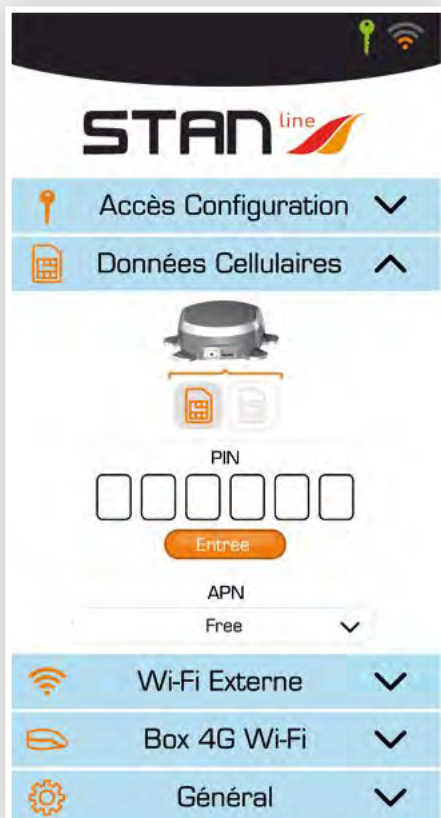 STAN line
Accès Configuration
Données Cellulaires
PIN
Entree
APN
Free
Wi-Fi Externe
Box 4G Wi-Fi
Général